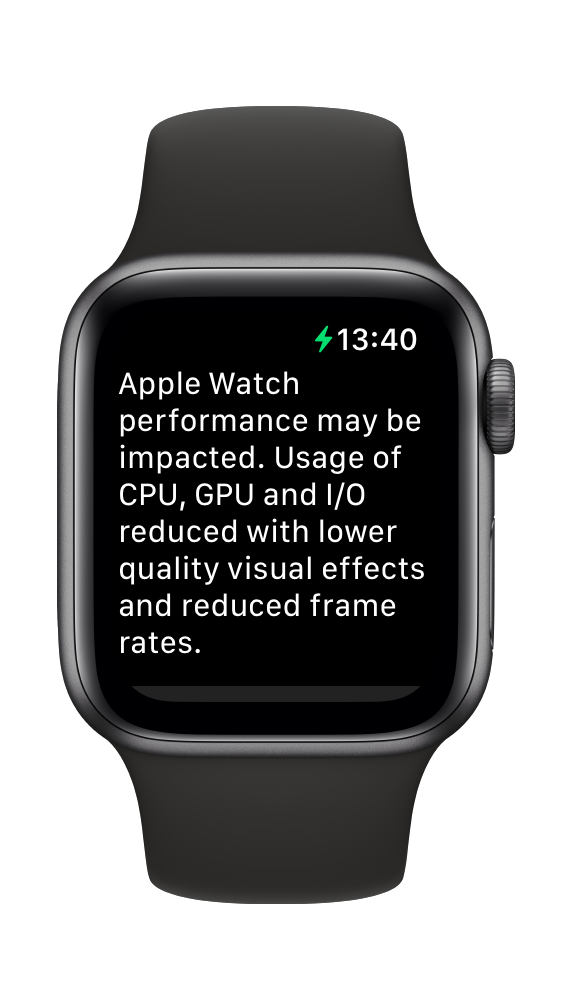 13:40
Apple Watch
performance may be
impacted. Usage of
CPU, GPU and I/O
reduced with lower
quality visual effects
and reduced frame
rates.